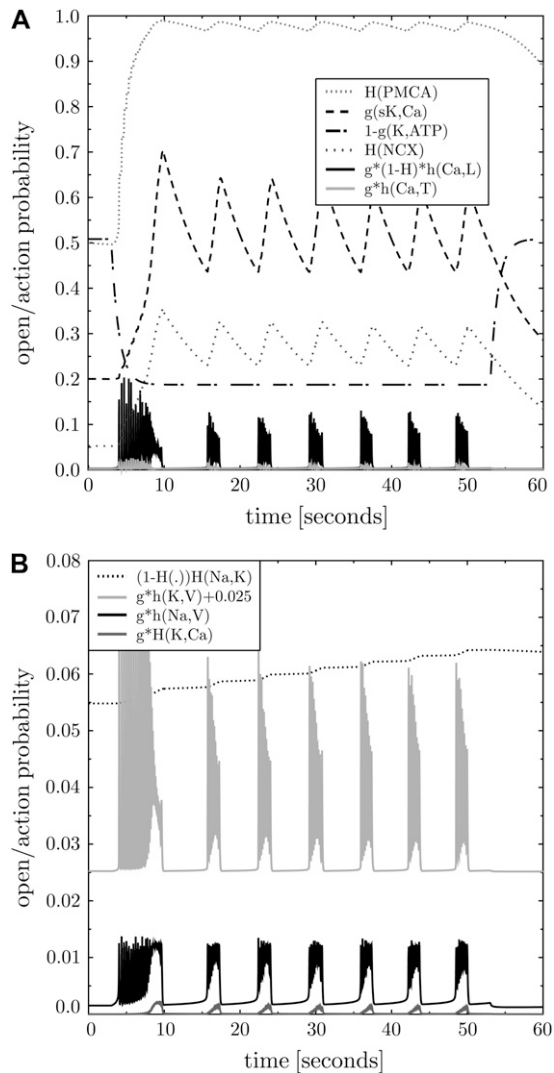 A
1.0
0.9
0.8
0.7
0.6
0.5
0.4
0.3
0.2
0.1
0.0
open/action probability
H(PMCA)
g(sK,Ca)
1-g(K,ATP)
H(NCX)
g*(1-H)*h(Ca,L)
g*h(Ca,T)
0 10 20 30 40 50 60
time [seconds]
B
0.08
0.07
0.06
0.05
0.04
0.03
0.02
0.01
0.0
open/action probability
(1-H(.))H(Na,K)
g*h(K,V)+0.025
g*h(Na,V)
g*H(K,Ca)
0 10 20 30 40 50 60
time [seconds]